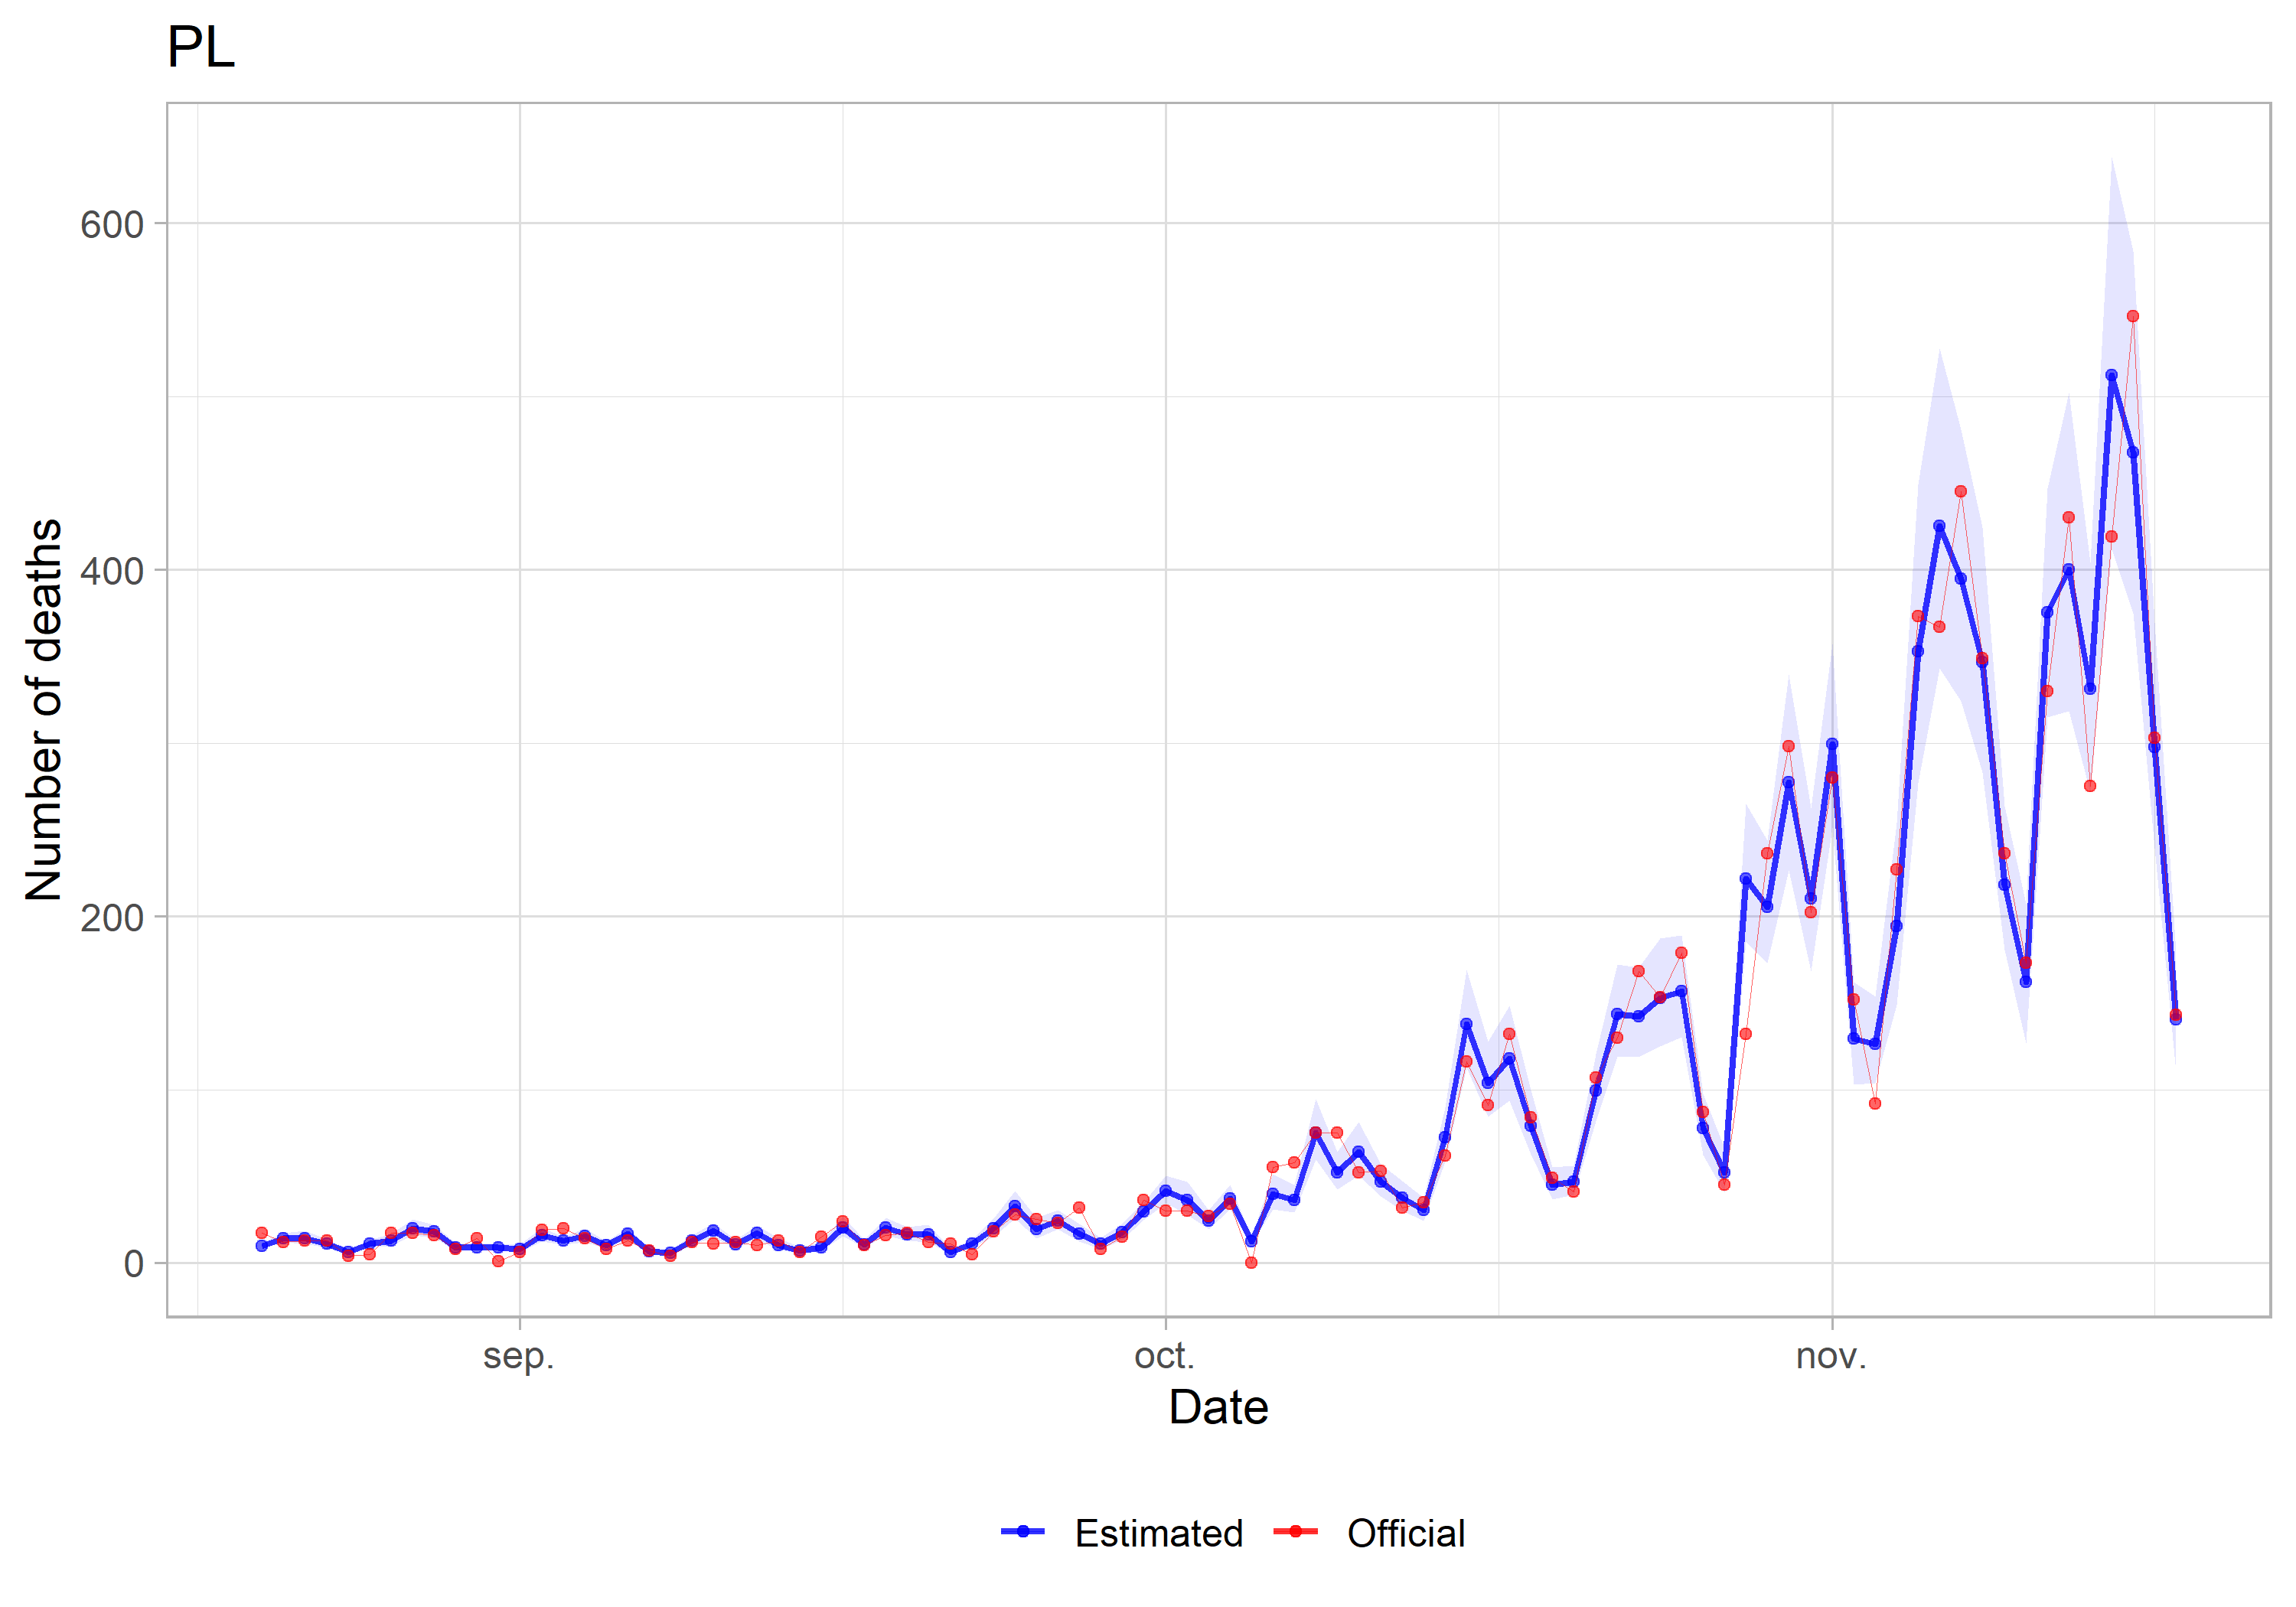 PL
Number of deaths
600
400
200
0
sep. oct. nov.
Date
Estimated Official